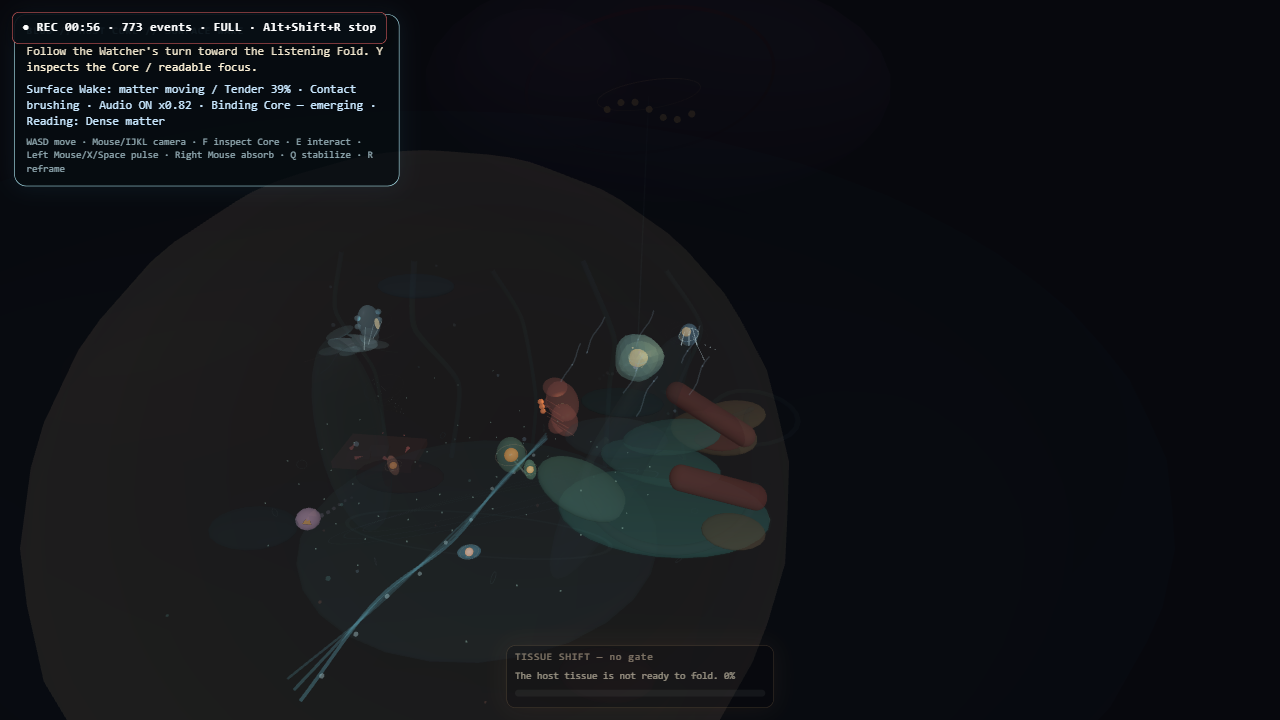 ● REC 00:56 · 773 events · FULL · Alt+Shift+R stop
Follow the Watcher's turn toward the Listening Fold. Y
inspects the Core / readable focus.
Surface Wake: matter moving / Tender 39% · Contact
brushing · Audio ON x0.82 · Binding Core — emerging ·
Reading: Dense matter
WASD move · Mouse/IJKL camera · F inspect Core · E interact ·
Left Mouse/X/Space pulse · Right Mouse absorb · Q stabilize · R
reframe
TISSUE SHIFT — no gate
The host tissue is not ready to fold. 0%